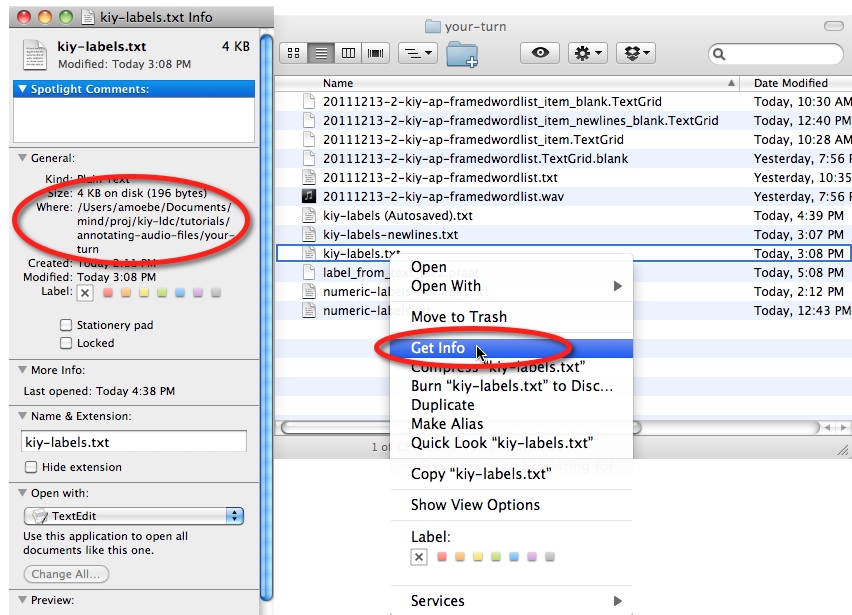 kiy-labels.txt Info
kiy-labels.txt 4 KB
Modified: Today 3:08 PM
Spotlight Comments:
General:
Kind: Plain Text
Size: 4 KB on disk (196 bytes)
Where: /Users/amoebe/Documents/
mind/proj/kiy-ldc/tutorials/
annotating-audio-files/your-
turn
Created: Today 2:11 PM
Modified: Today 3:08 PM
Label:
Stationery pad
Locked
More Info:
Last opened: Today 4:38 PM
Name & Extension:
kiy-labels.txt
Hide extension
Open with:
TextEdit
Use this application to open all
documents like this one.
Change All...
Preview:
your-turn
Name Date Modified
20111213-2-kiy-ap-framedwordlist_item_blank.TextGrid Today, 10:30 AM
20111213-2-kiy-ap-framedwordlist_item_newlines_blank.TextGrid Today, 12:40 PM
20111213-2-kiy-ap-framedwordlist_item.TextGrid Today, 10:28 AM
20111213-2-kiy-ap-framedwordlist.TextGrid.blank Yesterday, 7:56 P
20111213-2-kiy-ap-framedwordlist.txt Yesterday, 10:35
20111213-2-kiy-ap-framedwordlist.wav Yesterday, 7:56 P
kiy-labels (Autosaved).txt Today, 4:39 PM
kiy-labels-newlines.txt Today, 3:07 PM
kiy-labels.txt Today, 3:08 PM
label_from_ Today, 5:08 PM
numeric-lab Today, 2:12 PM
numeric-lab Today, 12:43 PM
1 of
Open
Open With
Move to Trash
Get Info
Compress “kiy-labels.txt”
Burn “kiy-labels.txt” to Disc...
Duplicate
Make Alias
Quick Look “kiy-labels.txt”
Copy “kiy-labels.txt”
Show View Options
Label:
Services